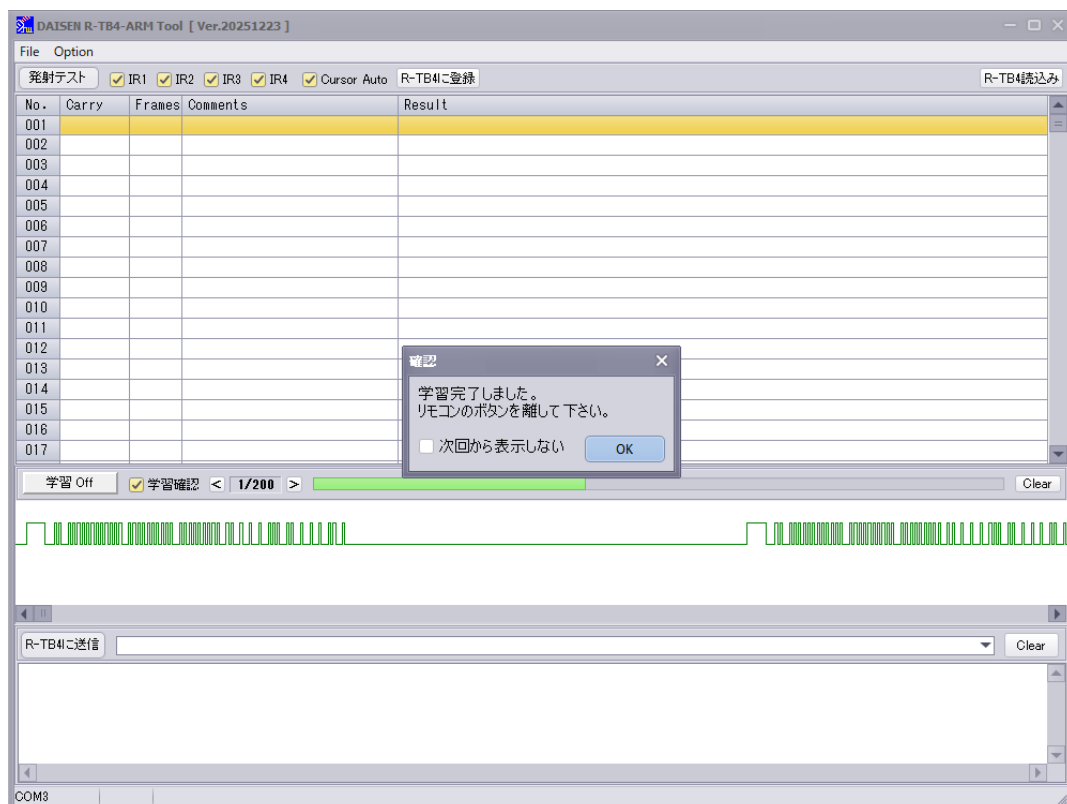 DAISEN R-TB4-ARM Tool [ Ver.20251223 ]
File Option
発射テスト IR1 IR2 IR3 IR4 Cursor Auto R-TB4に登録 R-TB4読込み
No. Carry Frames Comments Result
001
002
003
004
005
006
007
008
009
010
011
012
013
014
015
016
017
確認
学習完了しました。
リモコンのボタンを離して下さい。
次回から表示しない OK
学習 Off 学習確認 < 1/200 > Clear
R-TB4に送信 Clear
COM3